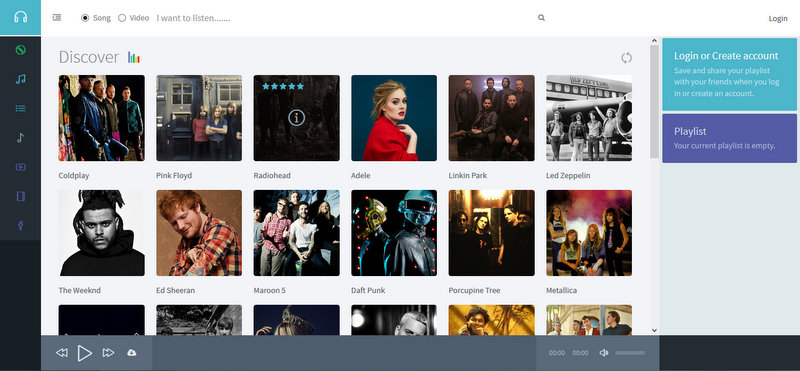 Song Video I want to listen....... Login
Discover
Login or Create account
Save and share your playlist
with your friends when you log
in or create an account.
Playlist
Your current playlist is empty.
Coldplay Pink Floyd Radiohead Adele Linkin Park Led Zeppelin
The Weeknd Ed Sheeran Maroon 5 Daft Punk Porcupine Tree Metallica
00:00 00:00